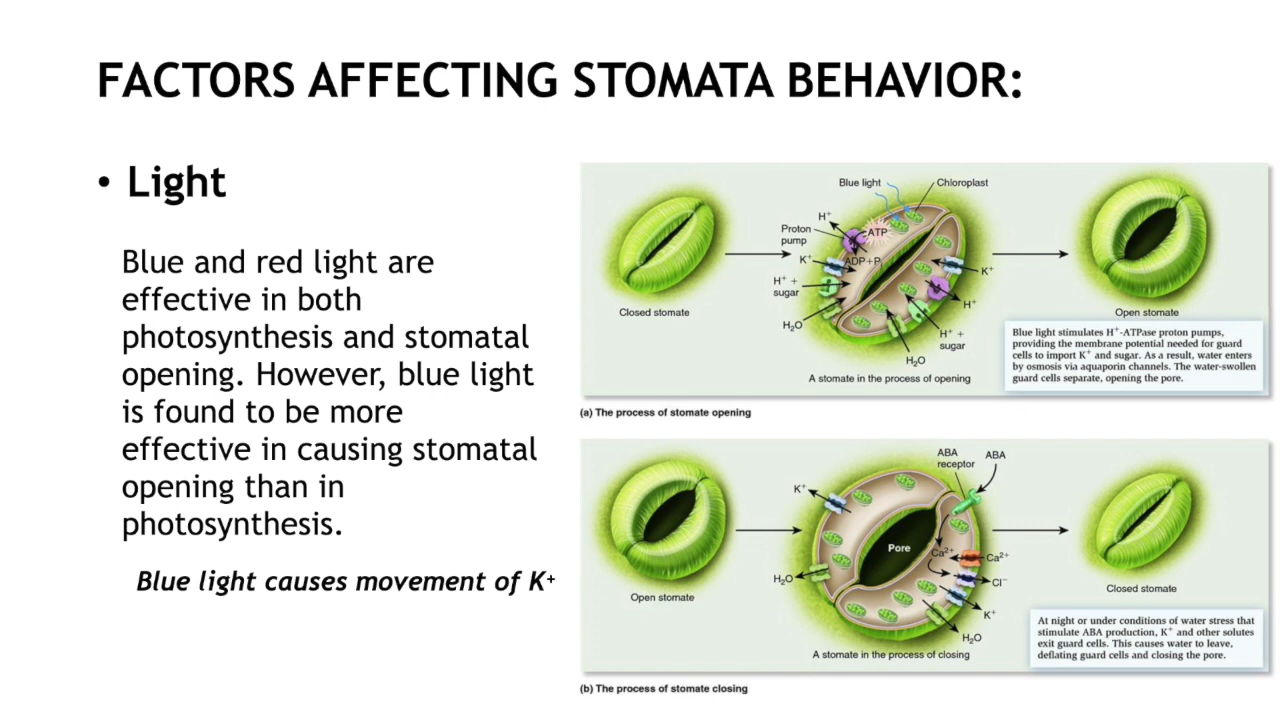 FACTORS AFFECTING STOMATA BEHAVIOR:
• Light
Blue and red light are
effective in both
photosynthesis and stomatal
opening. However, blue light
is found to be more
effective in causing stomatal
opening than in
photosynthesis.
Blue light causes movement of K+
Blue light
Chloroplast
H+
Proton
pump
ATP
K+
ADP+Pi
H+ +
sugar
H₂O
K+
H+
H+ +
sugar
H₂O
Closed stomate
A stomate in the process of opening
Open stomate
Blue light stimulates H+-ATPase proton pumps,
providing the membrane potential needed for guard
cells to import K+ and sugar. As a result, water enters
by osmosis via aquaporin channels. The water-swollen
guard cells separate, opening the pore.
(a) The process of stomate opening
ABA
receptor
ABA
K+
Pore
Ca2+
Ca2+
Cl−
K+
H₂O
H₂O
Open stomate
A stomate in the process of closing
Closed stomate
At night or under conditions of water stress that
stimulate ABA production, K+ and other solutes
exit guard cells. This causes water to leave,
deflating guard cells and closing the pore.
(b) The process of stomate closing